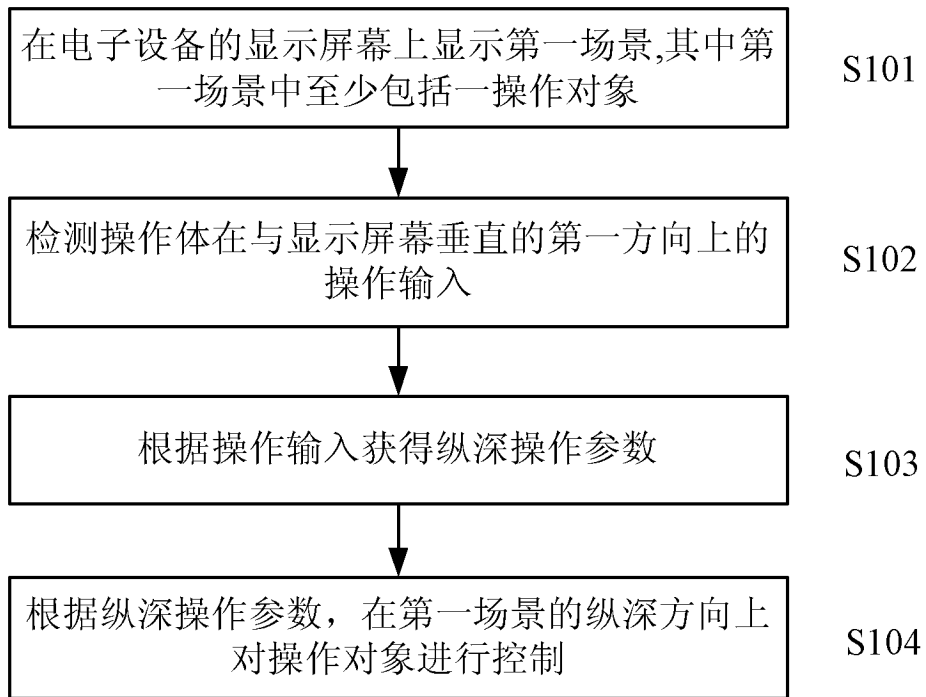 在电子设备的显示屏幕上显示第一场景,其中第
一场景中至少包括一操作对象
S101
检测操作体在与显示屏幕垂直的第一方向上的
操作输入
S102
根据操作输入获得纵深操作参数
S103
根据纵深操作参数，在第一场景的纵深方向上
对操作对象进行控制
S104